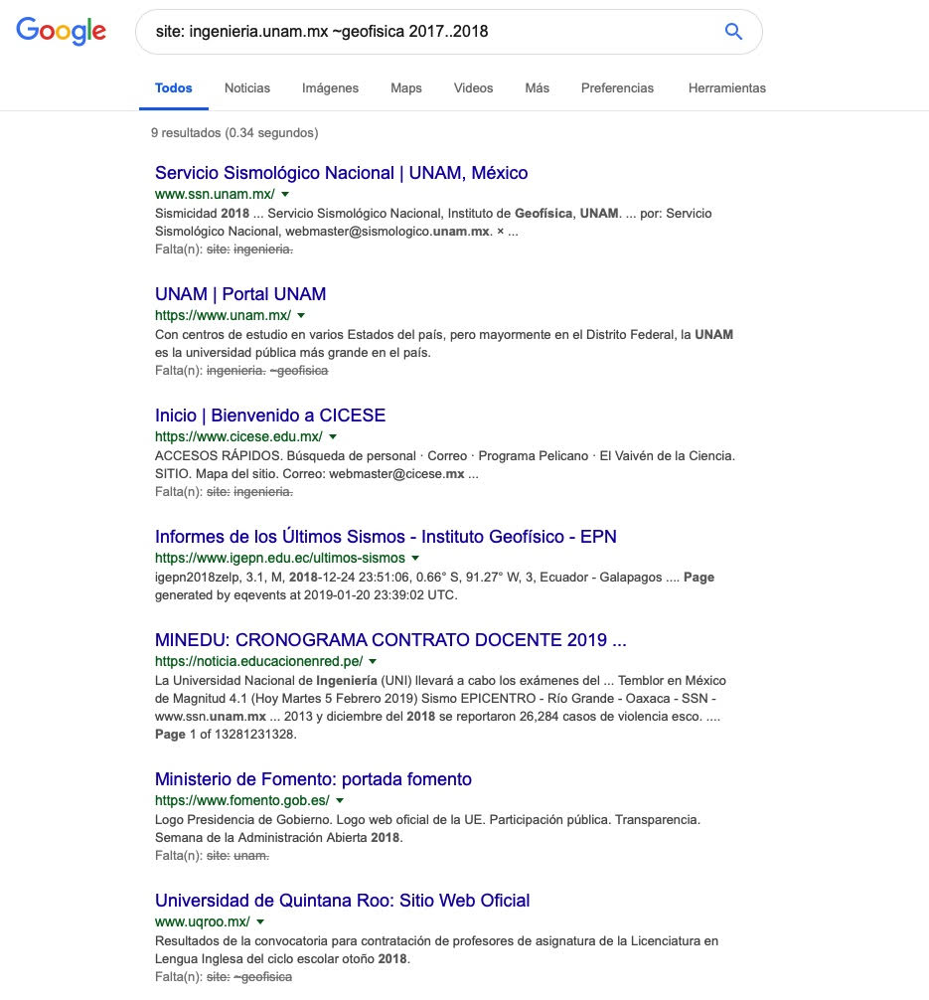 Google
site: ingenieria.unam.mx ~geofisica 2017..2018
Todos Noticias Imágenes Maps Videos Más Preferencias Herramientas
9 resultados (0.34 segundos)
Servicio Sismológico Nacional | UNAM, México
www.ssn.unam.mx/
Sismicidad 2018 ... Servicio Sismológico Nacional, Instituto de Geofísica, UNAM. ... por: Servicio
Sismológico Nacional, webmaster@sismologico.unam.mx. × ...
Falta(n): site: ingenieria.
UNAM | Portal UNAM
https://www.unam.mx/
Con centros de estudio en varios Estados del país, pero mayormente en el Distrito Federal, la UNAM
es la universidad pública más grande en el país.
Falta(n): ingenieria. ~geofisica
Inicio | Bienvenido a CICESE
https://www.cicese.edu.mx/
ACCESOS RÁPIDOS. Búsqueda de personal · Correo · Programa Pelicano · El Vaivén de la Ciencia.
SITIO. Mapa del sitio. Correo: webmaster@cicese.mx ...
Falta(n): site: ingenieria.
Informes de los Últimos Sismos - Instituto Geofísico - EPN
https://www.igepn.edu.ec/ultimos-sismos
igepn2018zelp, 3.1, M, 2018-12-24 23:51:06, 0.66° S, 91.27° W, 3, Ecuador - Galapagos .... Page
generated by eqevents at 2019-01-20 23:39:02 UTC.
MINEDU: CRONOGRAMA CONTRATO DOCENTE 2019 ...
https://noticia.educacionenred.pe/
La Universidad Nacional de Ingeniería (UNI) llevará a cabo los exámenes del ... Temblor en México
de Magnitud 4.1 (Hoy Martes 5 Febrero 2019) Sismo EPICENTRO - Río Grande - Oaxaca - SSN -
www.ssn.unam.mx ... 2013 y diciembre del 2018 se reportaron 26,284 casos de violencia esco. ....
Page 1 of 13281231328.
Ministerio de Fomento: portada fomento
https://www.fomento.gob.es/
Logo Presidencia de Gobierno. Logo web oficial de la UE. Participación pública. Transparencia.
Semana de la Administración Abierta 2018.
Falta(n): site: unam.
Universidad de Quintana Roo: Sitio Web Oficial
www.uqroo.mx/
Resultados de la convocatoria para contratación de profesores de asignatura de la Licenciatura en
Lengua Inglesa del ciclo escolar otoño 2018.
Falta(n): site: ~geofisica